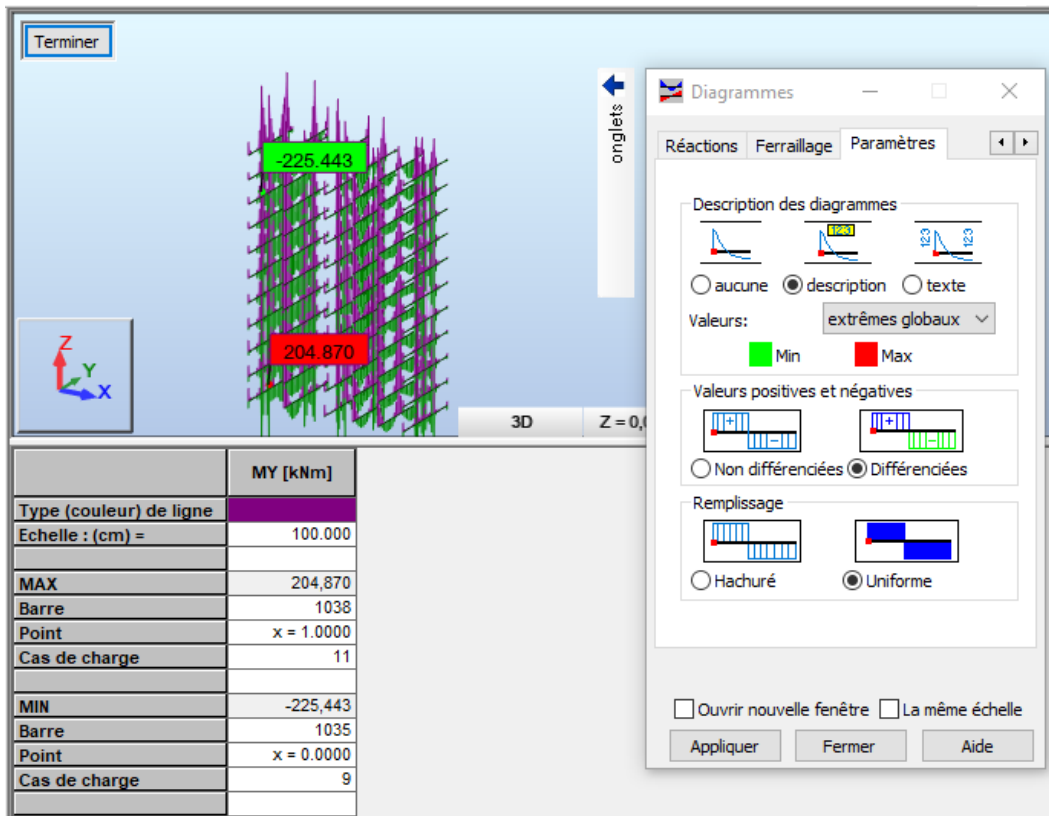 Terminer
-225.443
204.870
Z
Y
X
onglets
3D
Z = 0,0
MY [kNm]
Type (couleur) de ligne
Echelle : (cm) = 100.000
MAX 204,870
Barre 1038
Point x = 1.0000
Cas de charge 11
MIN -225,443
Barre 1035
Point x = 0.0000
Cas de charge 9
Diagrammes
Réactions Ferraillage Paramètres
Description des diagrammes
123 123 123
aucune description texte
Valeurs: extrêmes globaux
Min Max
Valeurs positives et négatives
Non différenciées Différenciées
Remplissage
Hachuré Uniforme
Ouvrir nouvelle fenêtre La même échelle
Appliquer Fermer Aide